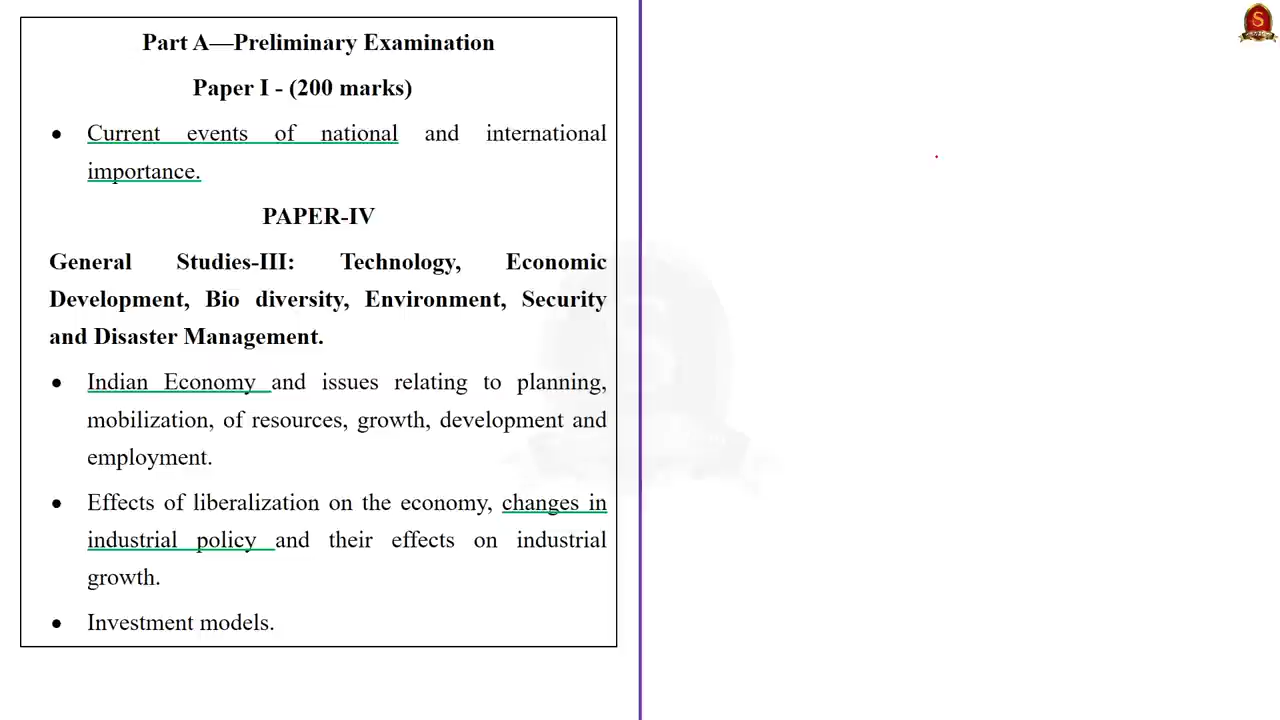 Part A—Preliminary Examination
Paper I - (200 marks)
● Current events of national and international
importance.
PAPER-IV
General Studies-III: Technology, Economic
Development, Bio diversity, Environment, Security
and Disaster Management.
● Indian Economy and issues relating to planning,
mobilization, of resources, growth, development and
employment.
● Effects of liberalization on the economy, changes in
industrial policy and their effects on industrial
growth.
● Investment models.
S